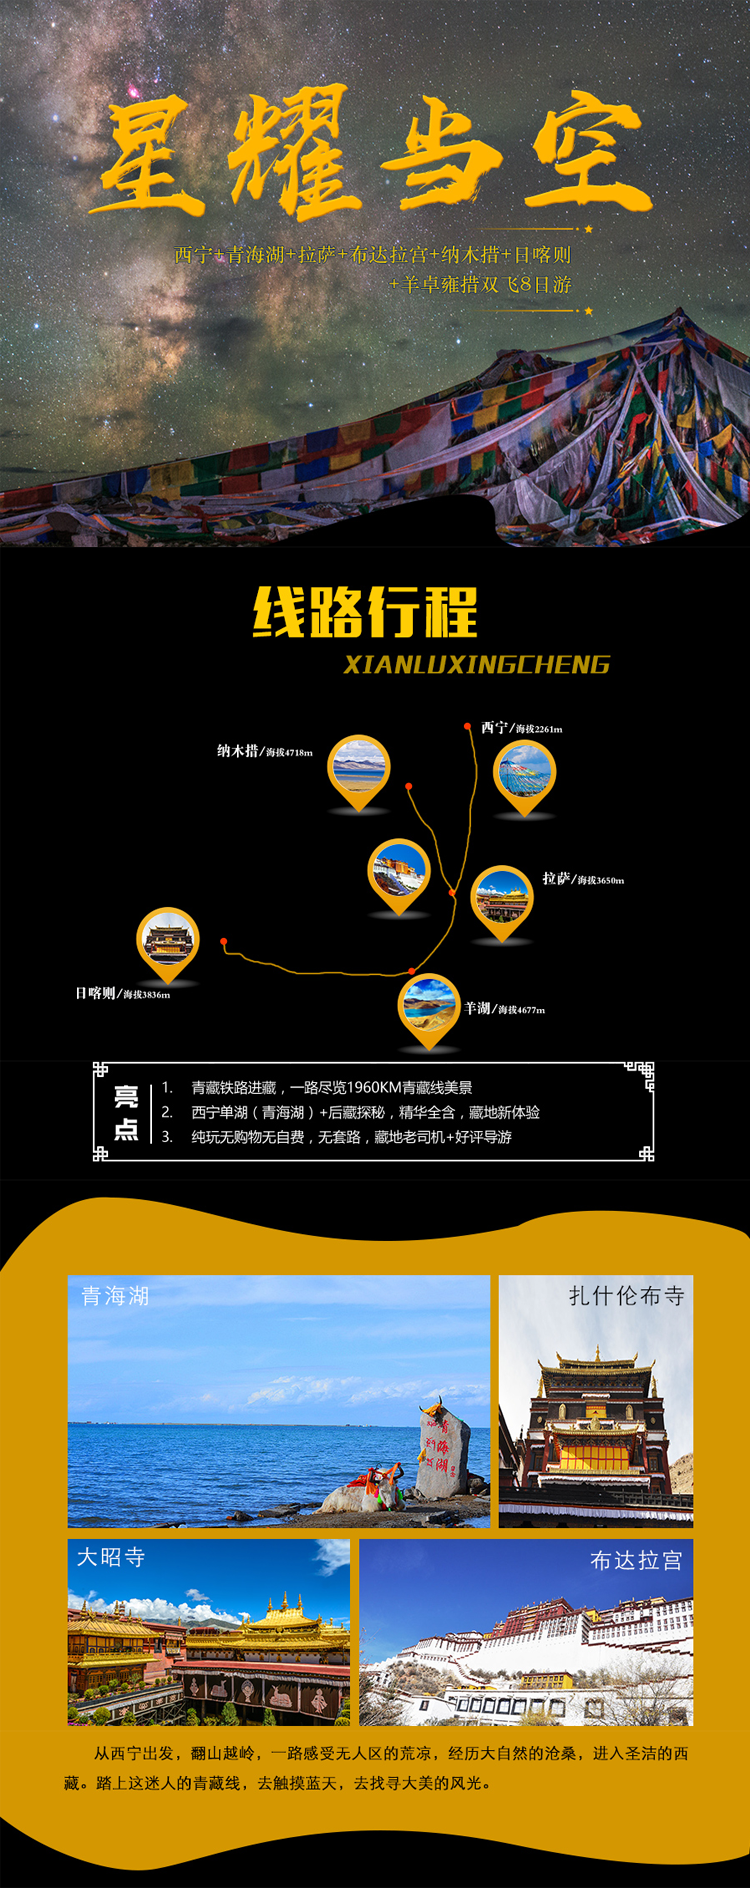 星耀当空
西宁+青海湖+拉萨+布达拉宫+纳木措+日喀则
+羊卓雍措双飞8日游
线路行程
XIANLUXINGCHENG
西宁/海拔2261m
纳木措/海拔4718m
拉萨/海拔3650m
日喀则/海拔3836m
羊湖/海拔4677m
亮点
1. 青藏铁路进藏，一路尽览1960KM青藏线美景
2. 西宁单湖（青海湖）+后藏探秘，精华全含，藏地新体验
3. 纯玩无购物无自费，无套路，藏地老司机+好评导游
青海湖
扎什伦布寺
青海湖
大昭寺
布达拉宫
从西宁出发，翻山越岭，一路感受无人区的荒凉，经历大自然的沧桑，进入圣洁的西
藏。踏上这迷人的青藏线，去触摸蓝天，去找寻大美的风光。